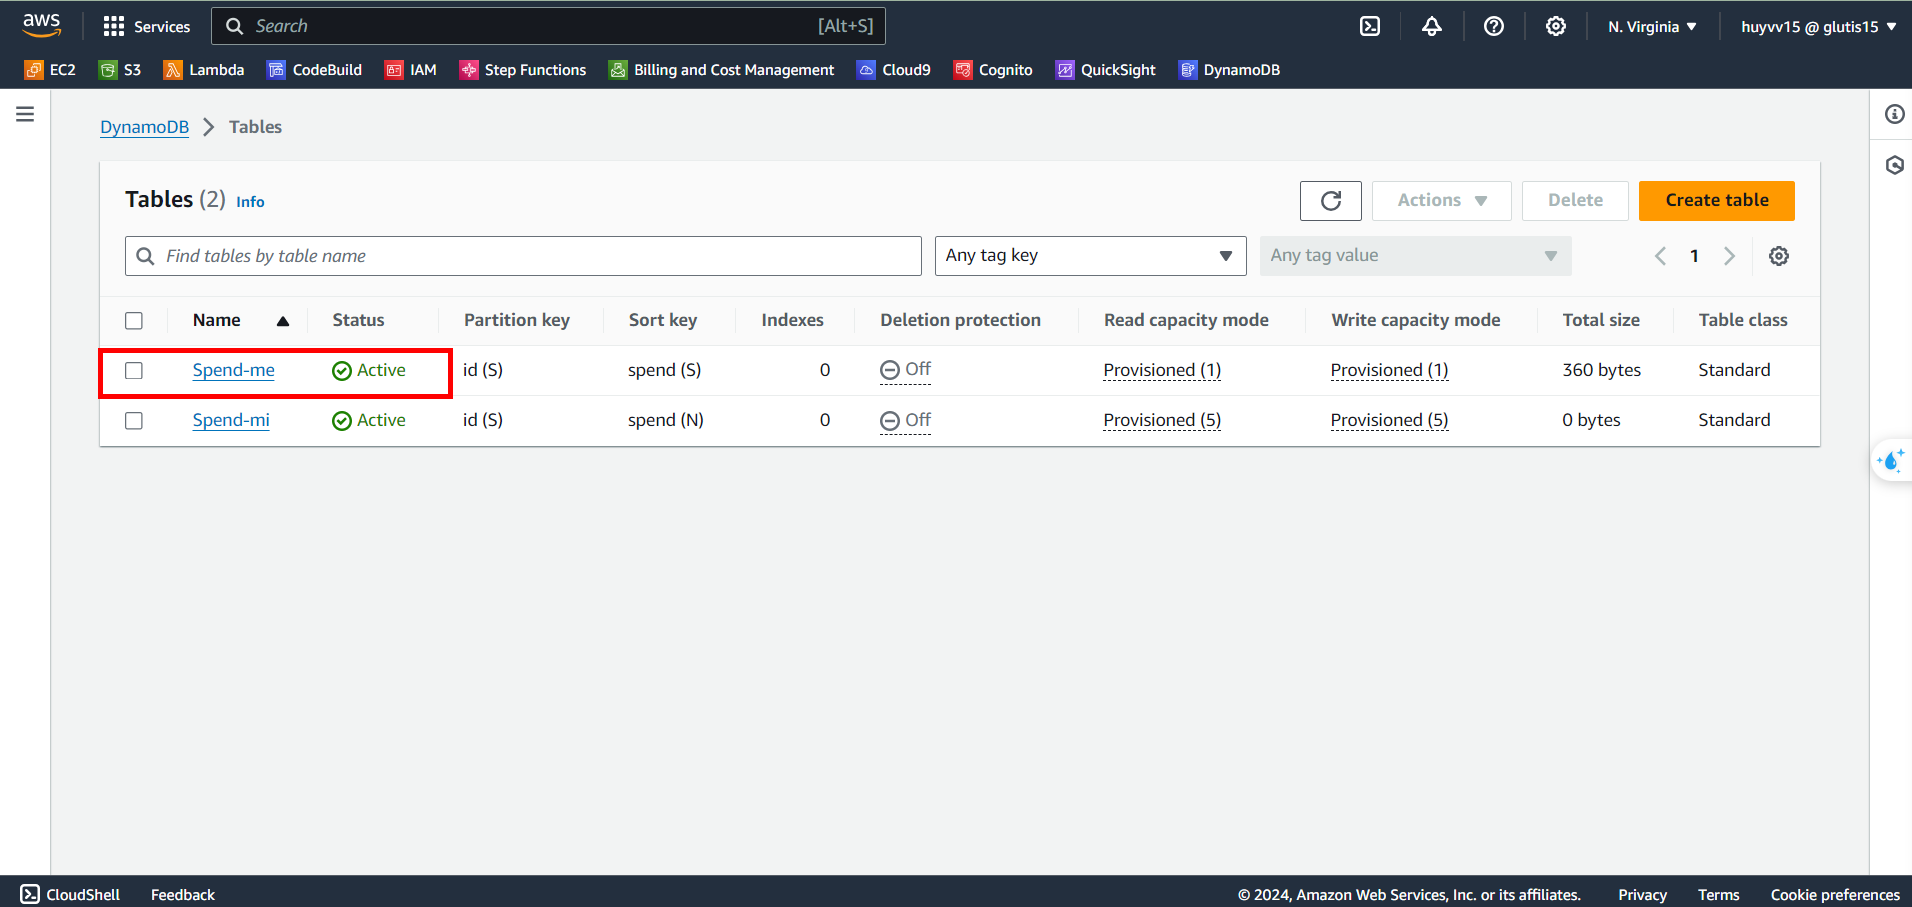 aws Services Search [Alt+S] N. Virginia huyvv15 @ glutis15
EC2 S3 Lambda CodeBuild IAM Step Functions Billing and Cost Management Cloud9 Cognito QuickSight DynamoDB
DynamoDB Tables
Tables (2) Info Actions Delete Create table
Find tables by table name Any tag key Any tag value 1
Name Status Partition key Sort key Indexes Deletion protection Read capacity mode Write capacity mode Total size Table class
Spend-me Active id (S) spend (S) 0 Off Provisioned (1) Provisioned (1) 360 bytes Standard
Spend-mi Active id (S) spend (N) 0 Off Provisioned (5) Provisioned (5) 0 bytes Standard
CloudShell Feedback © 2024, Amazon Web Services, Inc. or its affiliates. Privacy Terms Cookie preferences